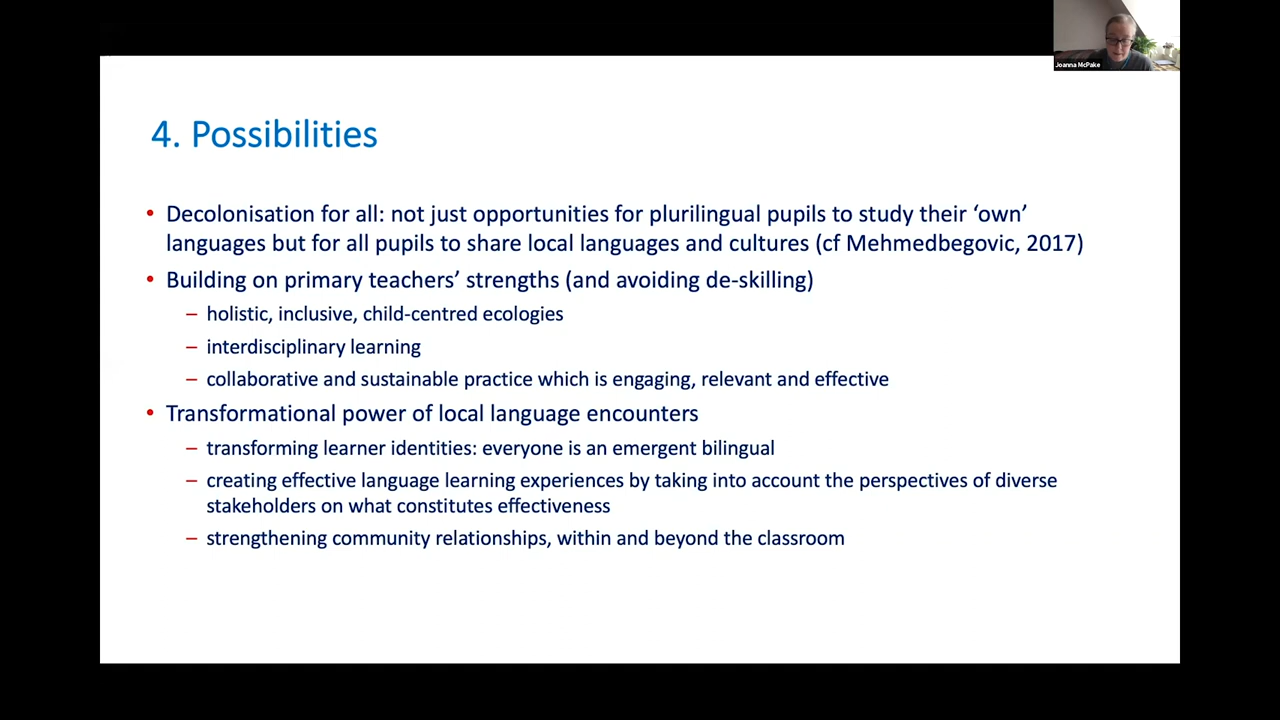 Joanna McPake
4. Possibilities
• Decolonisation for all: not just opportunities for plurilingual pupils to study their ‘own’
languages but for all pupils to share local languages and cultures (cf Mehmedbegovic, 2017)
• Building on primary teachers’ strengths (and avoiding de-skilling)
– holistic, inclusive, child-centred ecologies
– interdisciplinary learning
– collaborative and sustainable practice which is engaging, relevant and effective
• Transformational power of local language encounters
– transforming learner identities: everyone is an emergent bilingual
– creating effective language learning experiences by taking into account the perspectives of diverse
stakeholders on what constitutes effectiveness
– strengthening community relationships, within and beyond the classroom